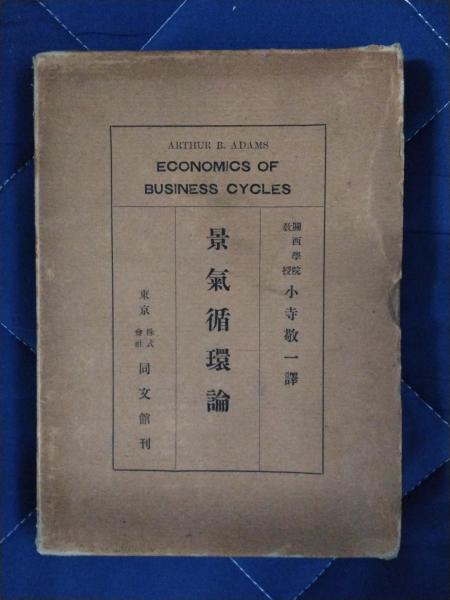 ARTHUR B. ADAMS
ECONOMICS OF
BUSINESS CYCLES
關西學院
教授
小寺敬一譯
景氣循環論
東京
株式
會社
同文館刊